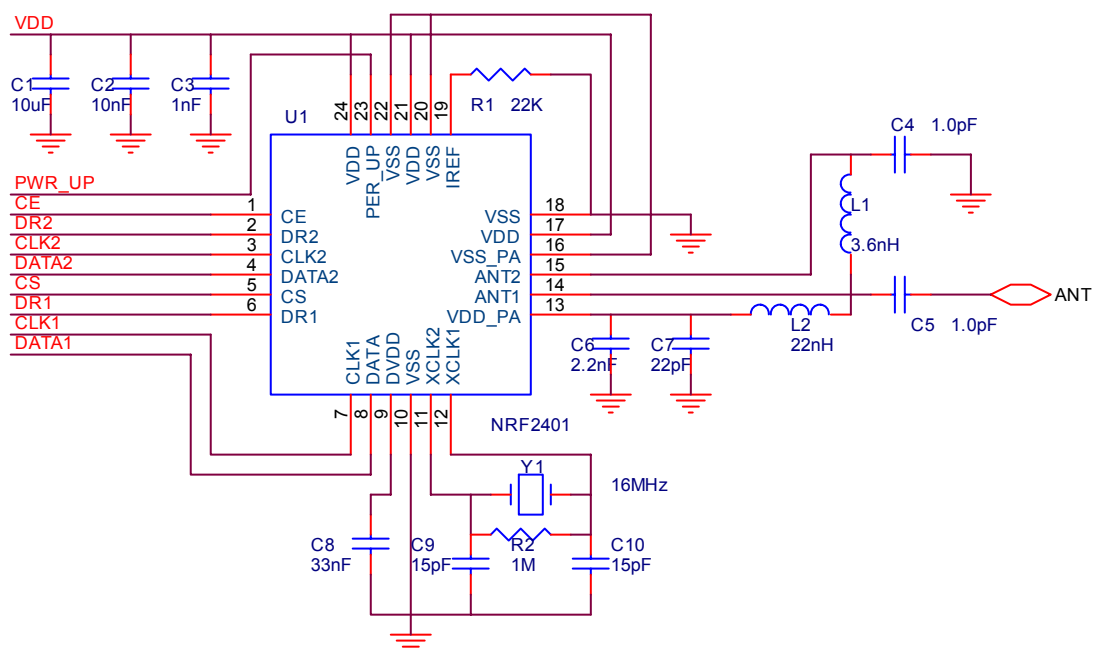 VDD
C1
10uF
C2
10nF
C3
1nF
U1
24
23
22
21
20
19
R1 22K
C4 1.0pF
VDD
PER_UP
VSS
VDD
VSS
IREF
PWR_UP
CE
DR2
CLK2
DATA2
CS
DR1
CLK1
DATA1
1
2
3
4
5
6
CE
DR2
CLK2
DATA2
CS
DR1
VSS
VDD
VSS_PA
ANT2
ANT1
VDD_PA
18
17
16
15
14
13
L1
3.6nH
ANT
C5 1.0pF
L2
22nH
C6
2.2nF
C7
22pF
CLK1
DATA
DVDD
VSS
XCLK2
XCLK1
7
8
9
10
11
12
NRF2401
Y1
16MHz
C8
33nF
C9
15pF
R2
1M
C10
15pF